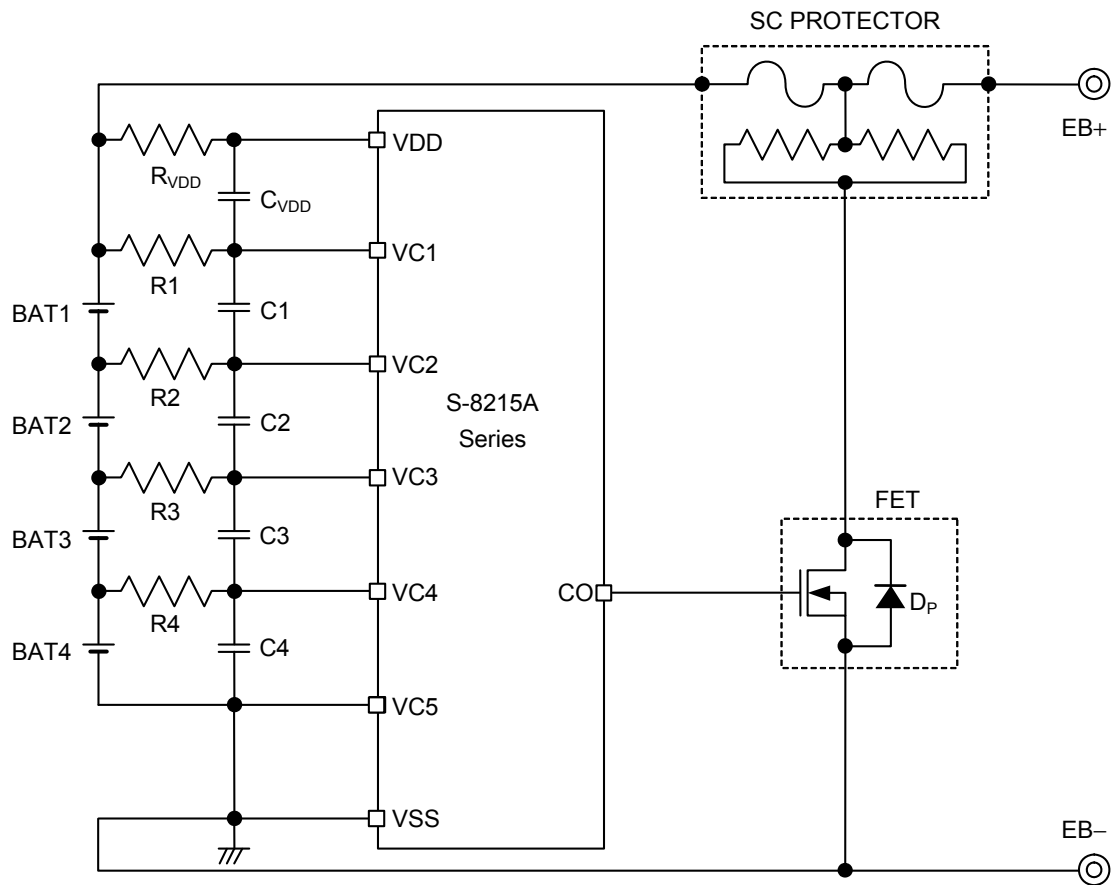 SC PROTECTOR
EB+
VDD
RVDD
CVDD
VC1
R1
BAT1
C1
VC2
R2
S-8215A
Series
BAT2
C2
VC3
R3
FET
BAT3
C3
VC4
CO
DP
R4
BAT4
C4
VC5
VSS
EB−